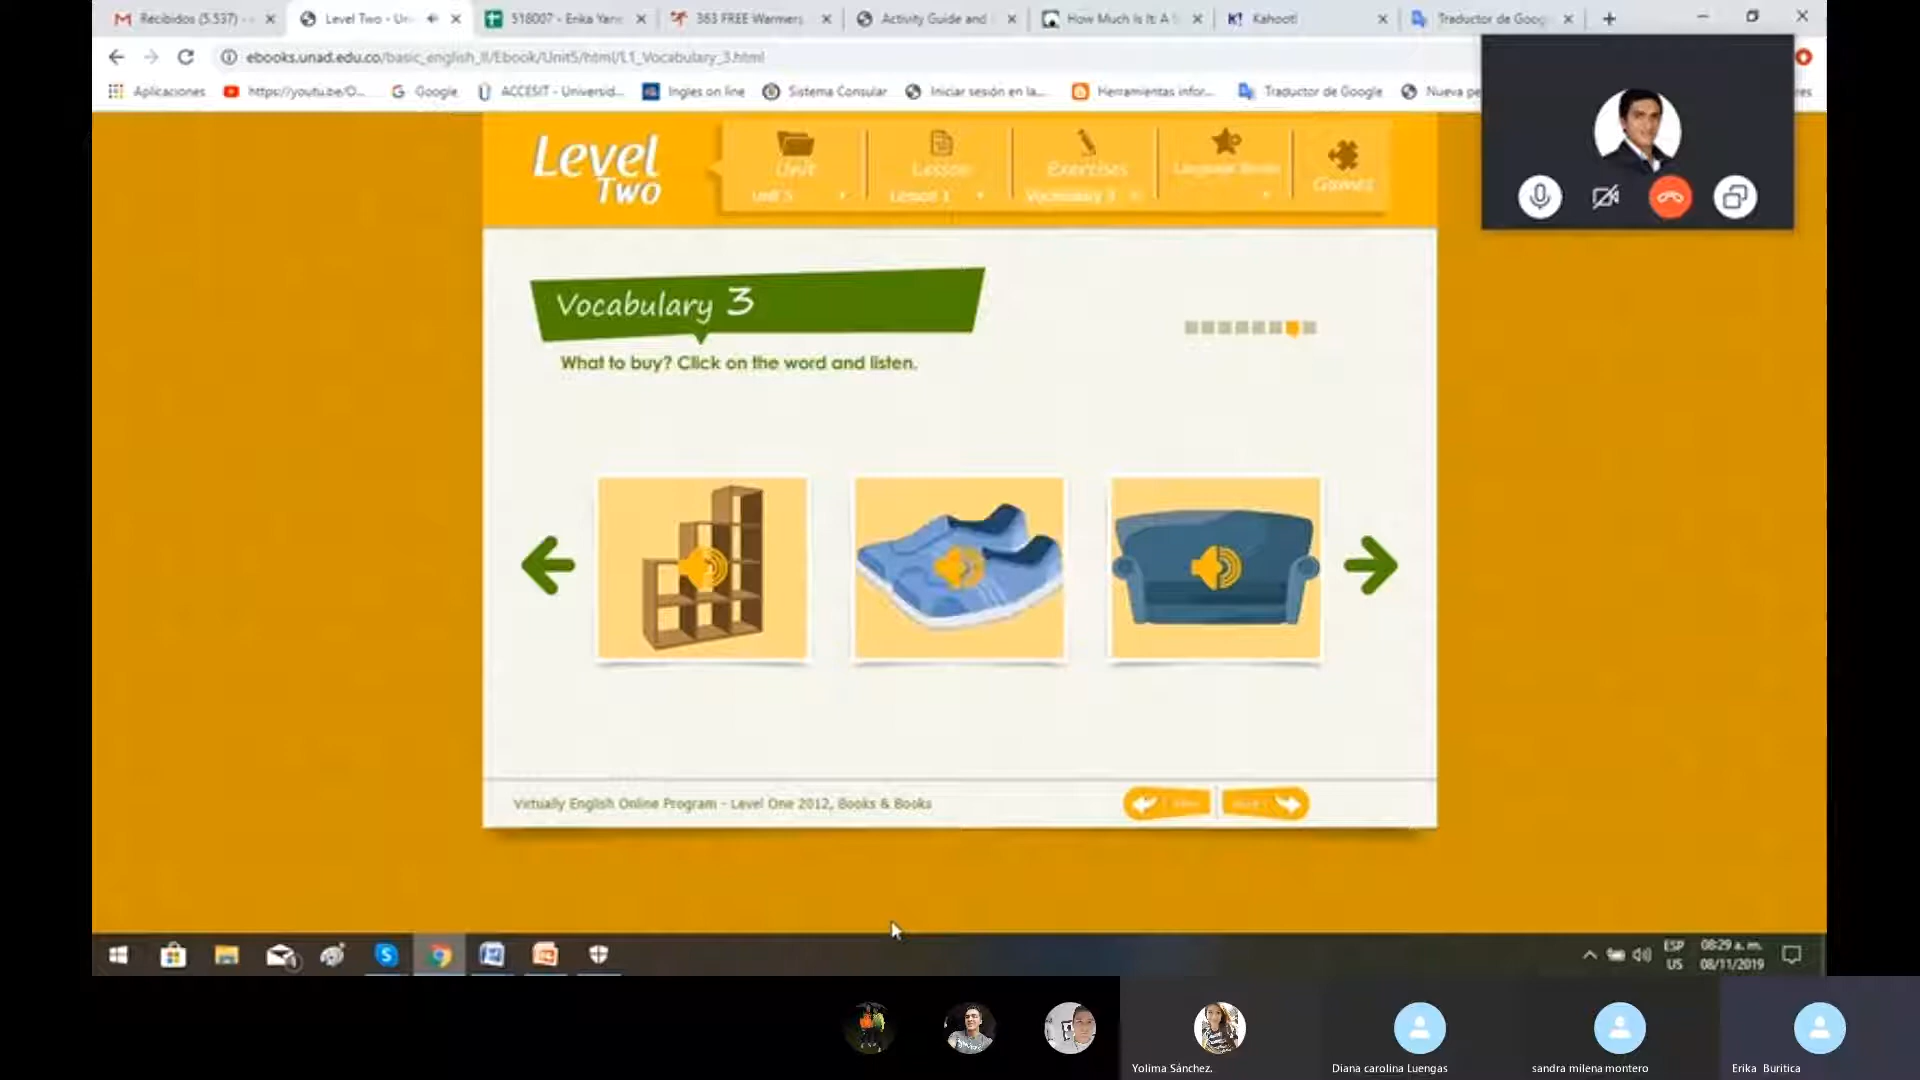 Recibidos (5.537) -
Level Two - Un
518007 - Erika Yan
363 FREE Warmers
Activity Guide and
How Much Is It: A S
Kahoot!
Traductor de Goog
ebooks.unad.edu.co/basic_english_II/Ebook/Unit5/html/L1_Vocabulary_3.html
Aplicaciones
https://youtu.be/O...
Google
ACCESIT - Universid...
Ingles on line
Sistema Consular
Iniciar sesión en la...
Herramientas infor...
Traductor de Google
Nueva pe
Level
Two
Unit
Unit 5
Lesson
Lesson 1
Exercises
Vocabulary 3
Games
Vocabulary 3
What to buy? Click on the word and listen.
Virtually English Online Program - Level One 2012, Books & Books
ESP
US
08:29 a. m.
08/11/2019
Yolima Sánchez.
Diana carolina Luengas
sandra milena montero
Erika Buritica